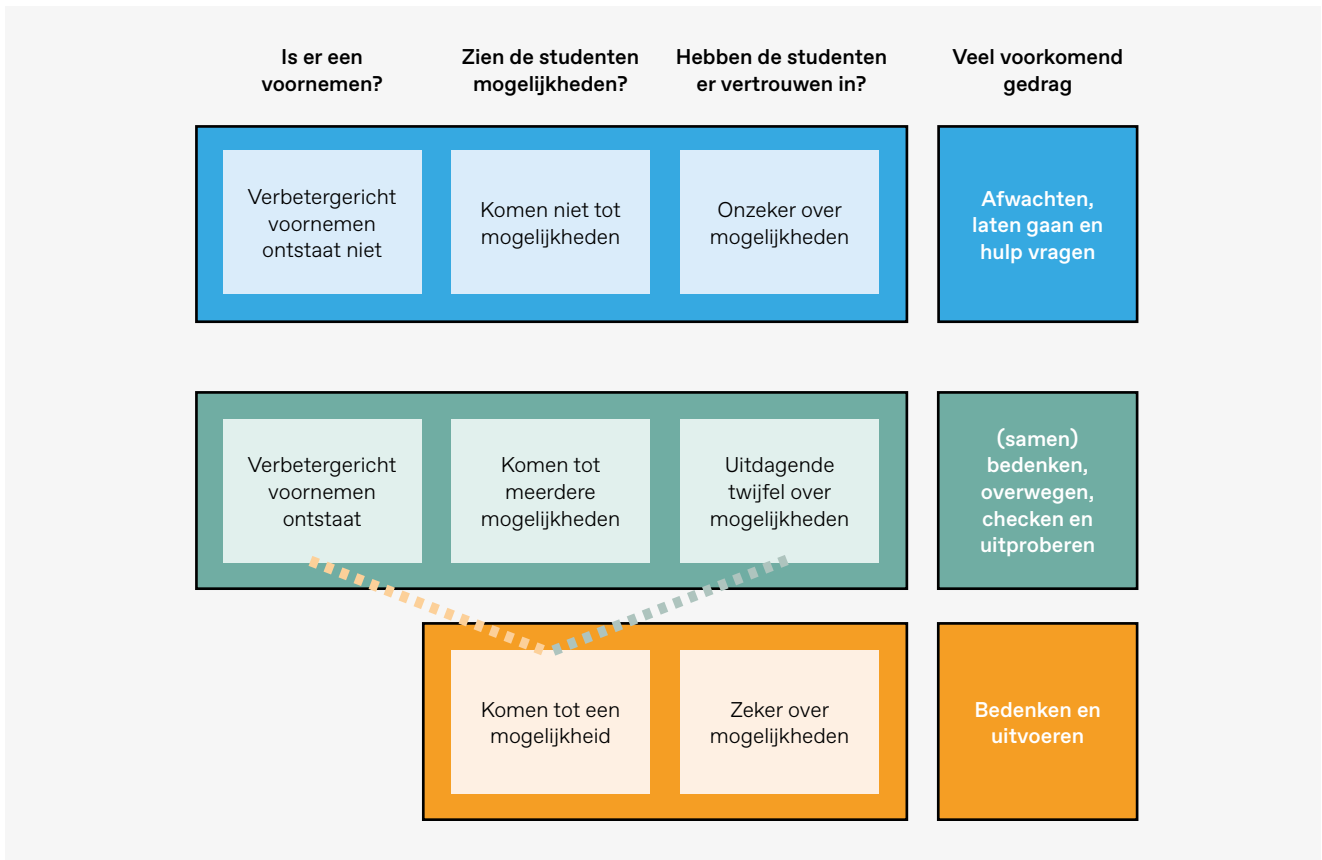 Is er een
voornemen?
Zien de studenten
mogelijkheden?
Hebben de studenten
er vertrouwen in?
Veel voorkomend
gedrag
Verbetergericht
voornemen
ontstaat niet
Komen niet tot
mogelijkheden
Onzeker over
mogelijkheden
Afwachten,
laten gaan en
hulp vragen
Verbetergericht
voornemen
ontstaat
Komen tot
meerdere
mogelijkheden
Uitdagende
twijfel over
mogelijkheden
(samen)
bedenken,
overwegen,
checken en
uitproberen
Komen tot een
mogelijkheid
Zeker over
mogelijkheden
Bedenken en
uitvoeren